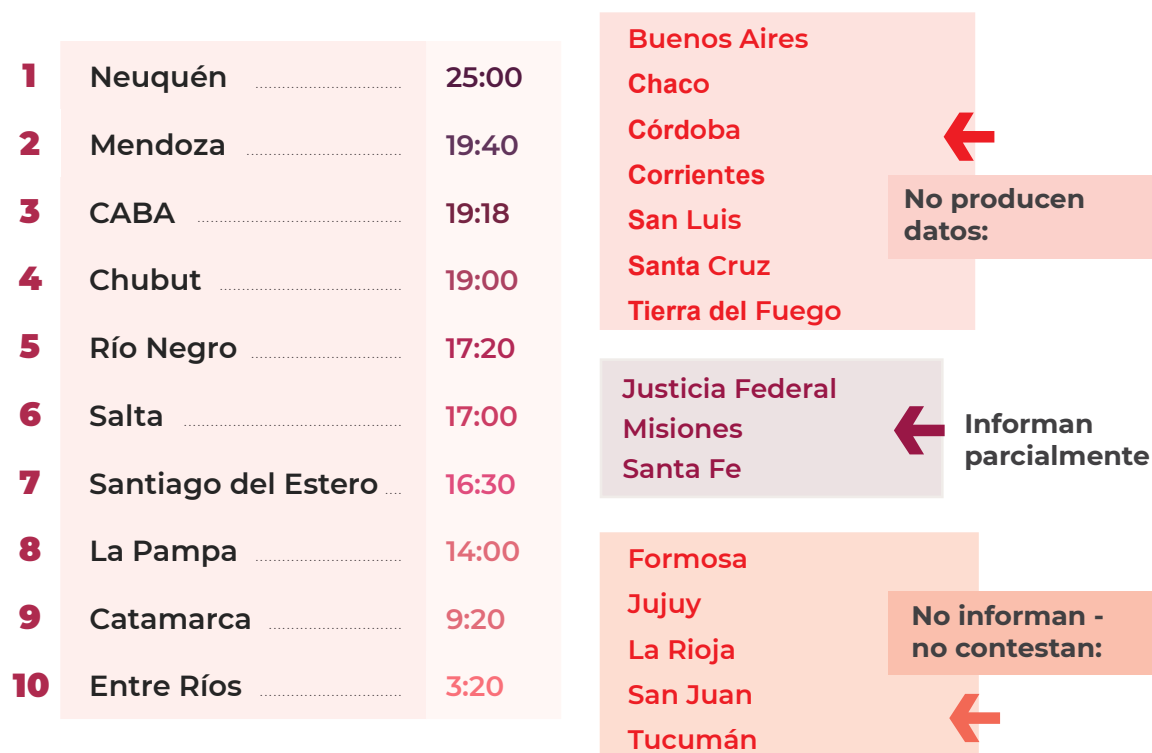 1 Neuquén 25:00
2 Mendoza 19:40
3 CABA 19:18
4 Chubut 19:00
5 Río Negro 17:20
6 Salta 17:00
7 Santiago del Estero 16:30
8 La Pampa 14:00
9 Catamarca 9:20
10 Entre Ríos 3:20
Buenos Aires
Chaco
Córdoba
Corrientes
San Luis
Santa Cruz
Tierra del Fuego
No producen
datos:
Justicia Federal
Misiones
Santa Fe
Informan
parcialmente
Formosa
Jujuy
La Rioja
San Juan
Tucumán
No informan -
no contestan: